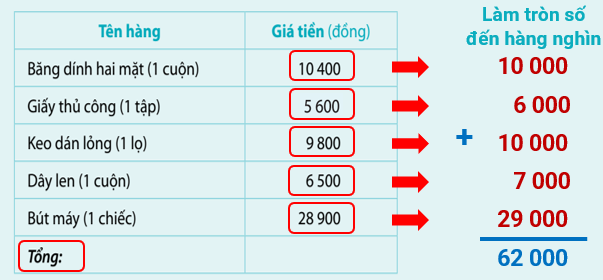 Làm tròn số
đến hàng nghìn
Tên hàng Giá tiền (đồng)
Băng dính hai mặt (1 cuộn) 10 400 10 000
Giấy thủ công (1 tập) 5 600 6 000
Keo dán lỏng (1 lọ) 9 800 + 10 000
Dây len (1 cuộn) 6 500 7 000
Bút máy (1 chiếc) 28 900 29 000
Tổng: 62 000